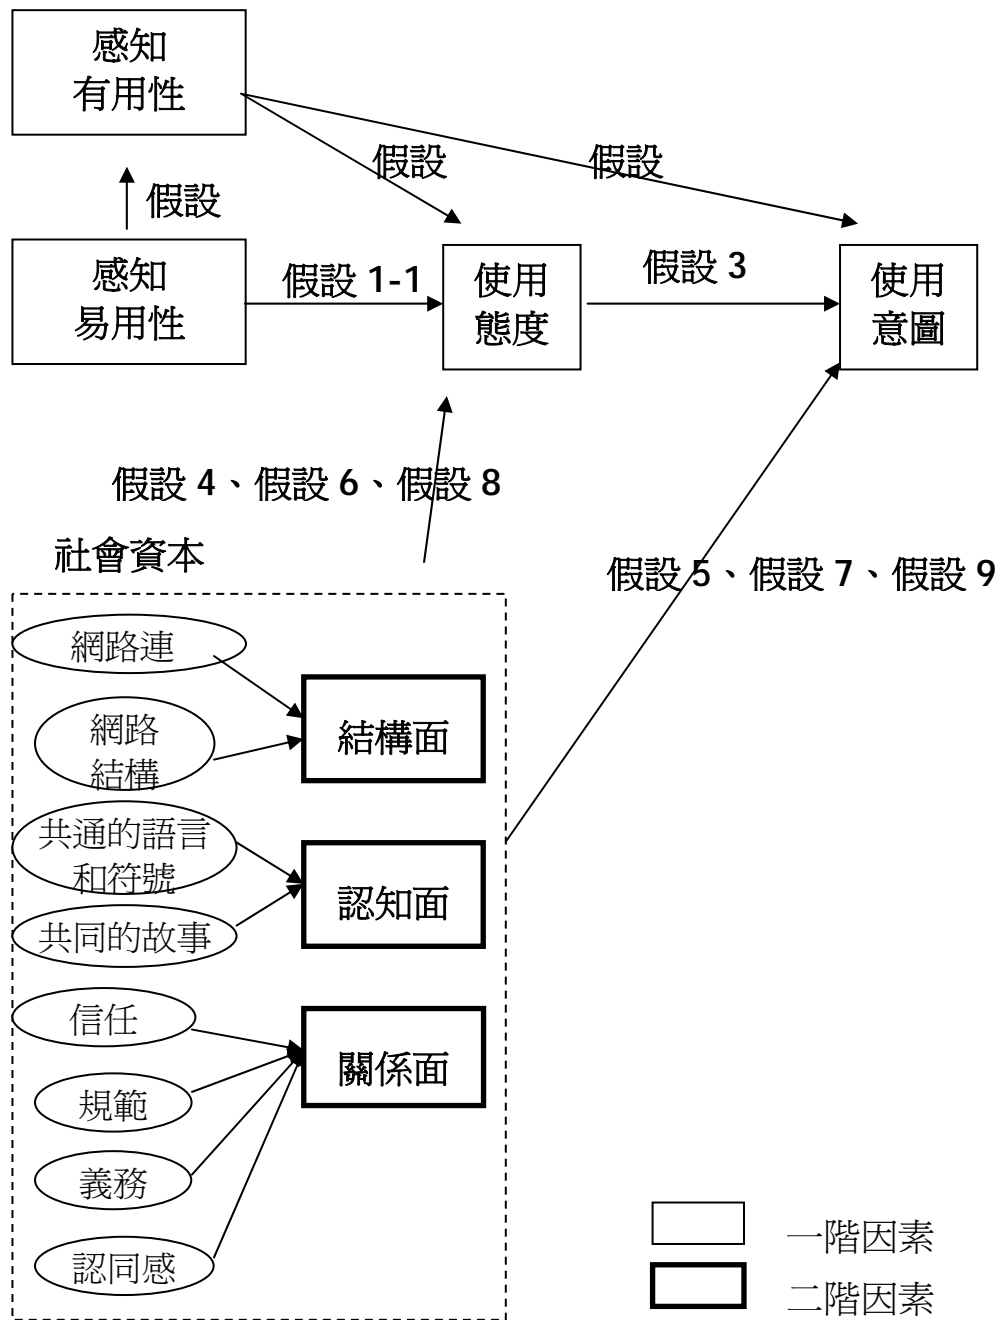 感知
有用性
假設
假設
假設
感知
易用性
假設 1-1
使用
態度
假設 3
使用
意圖
假設 4、假設 6、假設 8
社會資本
假設 5、假設 7、假設 9
網路連
網路
結構
結構面
共通的語言
和符號
共同的故事
認知面
信任
規範
義務
認同感
關係面
一階因素
二階因素